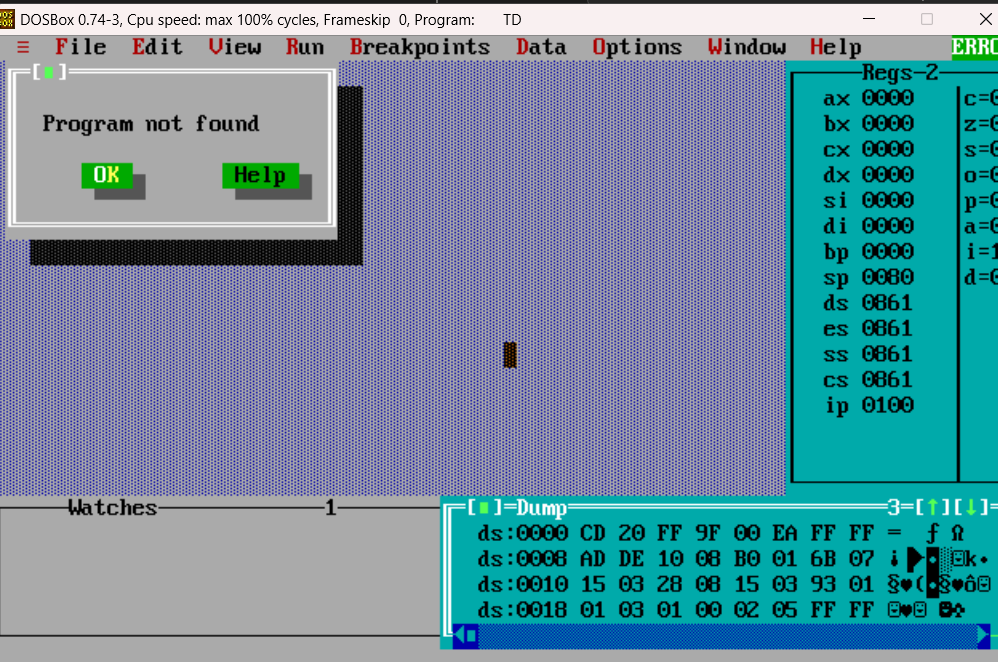 DOSBox 0.74-3, Cpu speed: max 100% cycles, Frameskip 0, Program: TD
≡ File Edit View Run Breakpoints Data Options Window Help ERRO
[■]
Program not found
OK Help
Regs 2
ax 0000 c=0
bx 0000 z=0
cx 0000 s=0
dx 0000 o=0
si 0000 p=0
di 0000 a=0
bp 0000 i=1
sp 0080 d=0
ds 0861
es 0861
ss 0861
cs 0861
ip 0100
Watches 1
[■]=Dump 3=[↑][↓]=
ds:0000 CD 20 FF 9F 00 EA FF FF = ƒ Ω
ds:0008 AD DE 10 08 B0 01 6B 07 ¡ ▐►◘░☺k•
ds:0010 15 03 28 08 15 03 93 01 §♥(◘§♥ô☺
ds:0018 01 03 01 00 02 05 FF FF ☺♥☺ ☻♣